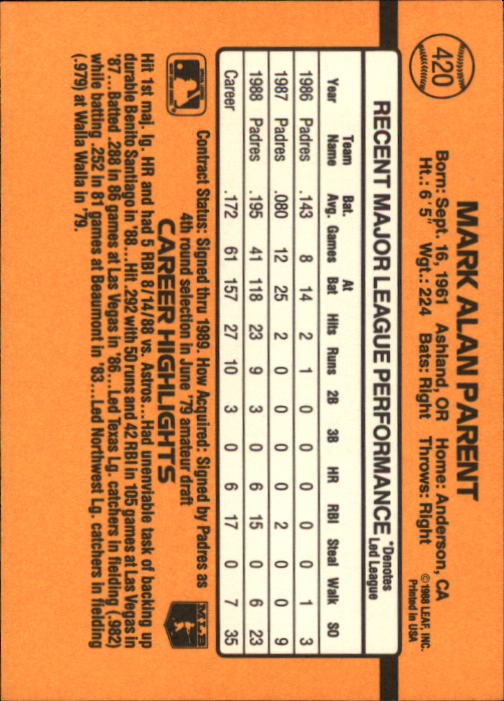 420
MARK ALAN PARENT
Born: Sept. 16, 1961 Ashland, OR Home: Anderson, CA
Ht.: 6'5" Wgt.: 224 Bats: Right Throws: Right
©1988 LEAF, INC.
Printed in USA
RECENT MAJOR LEAGUE PERFORMANCE *Denotes Led League
Year Team Name Bat. Avg. Games At Bat Hits Runs 2B 3B HR RBI Steal Walk SO
1986 Padres .143 8 14 2 1 0 0 0 0 0 1 3
1987 Padres .080 12 25 2 0 0 0 0 2 0 0 9
1988 Padres .195 41 118 23 9 3 0 6 15 0 6 23
Career .172 61 157 27 10 3 0 6 17 0 7 35
Contract Status: Signed thru 1989. How Acquired: Signed by Padres as
4th round selection in June '79 amateur draft
MLB
CAREER HIGHLIGHTS
Hit 1st maj. lg. HR and had 5 RBI 8/14/88 vs. Astros...Had unenviable task of backing up
durable Benito Santiago in '88...Hit .292 with 50 runs and 42 RBI in 105 games at Las Vegas in
'87...Batted .288 in 86 games at Las Vegas in '86...Led Texas Lg. catchers in fielding (.982)
while batting .252 in 81 games at Beaumont in '83...Led Northwest Lg. catchers in fielding
(.979) at Walla Walla in '79.